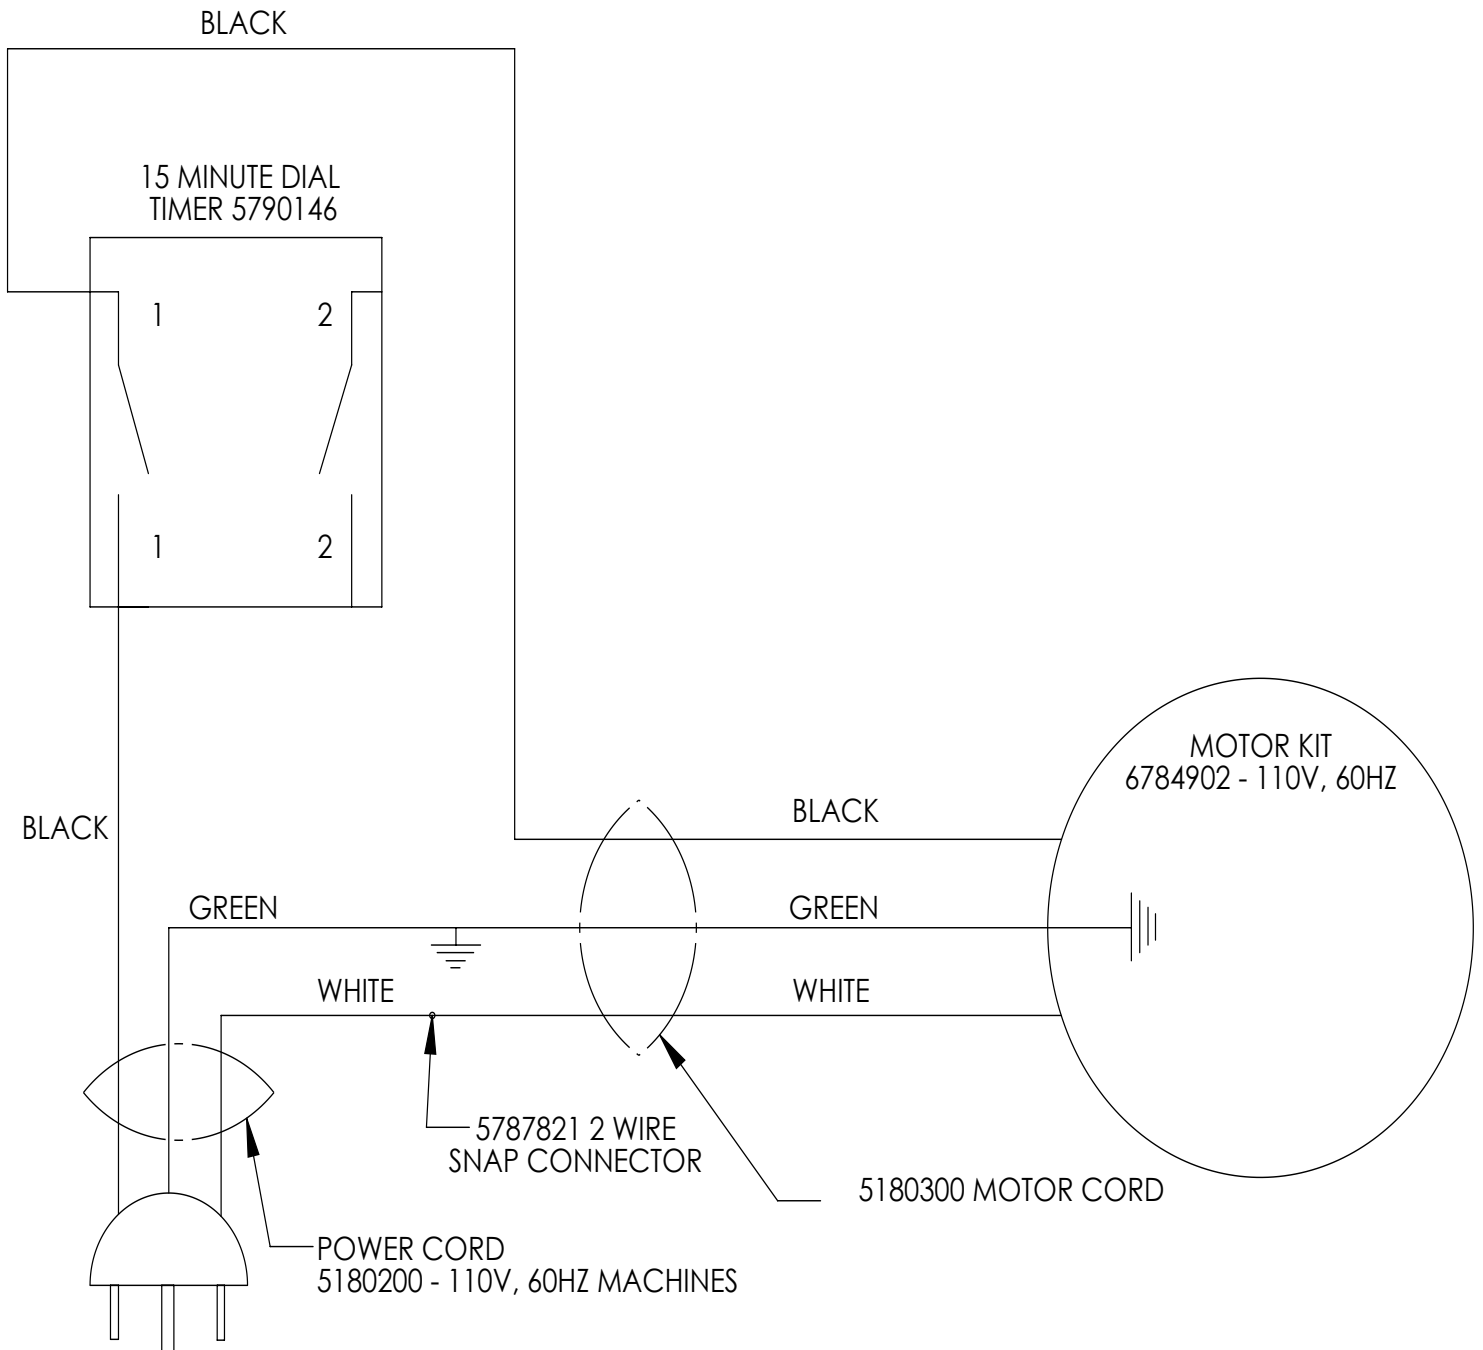 BLACK
15 MINUTE DIAL
TIMER 5790146
1 2
1 2
MOTOR KIT
6784902 - 110V, 60HZ
BLACK
BLACK
GREEN
GREEN
WHITE
WHITE
5787821 2 WIRE
SNAP CONNECTOR
5180300 MOTOR CORD
POWER CORD
5180200 - 110V, 60HZ MACHINES